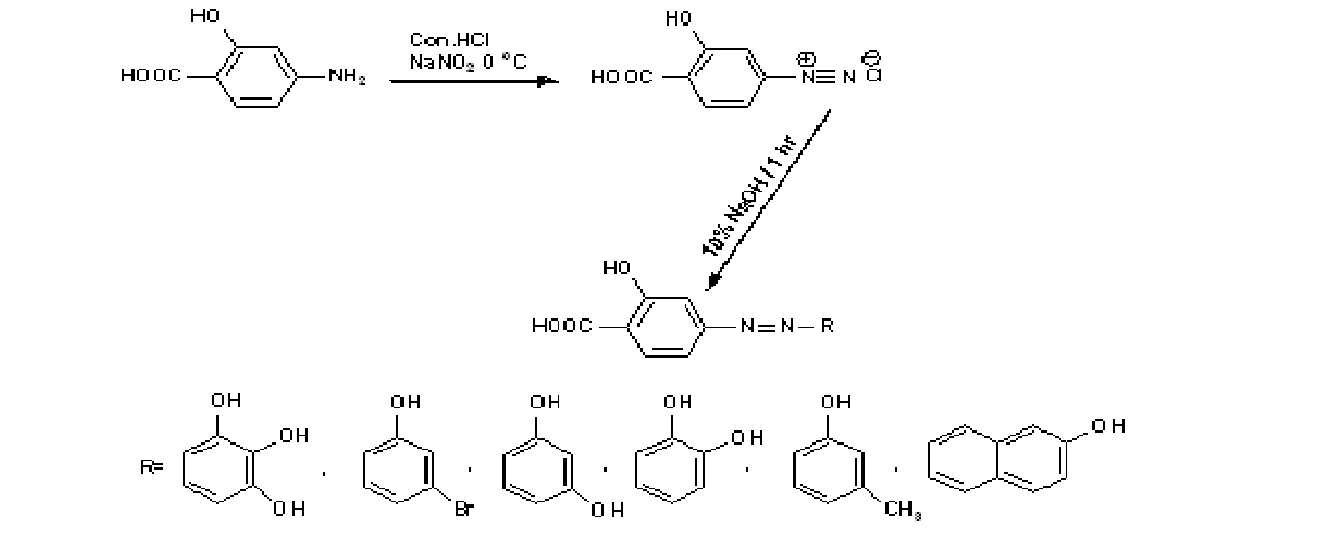 HO
HO
Con.HCl
NaNO₂ 0 °C
HOOC
NH₂
HOOC
N≡N
Cl
10% NaOH / 1 hr
HO
HOOC
N=N
R
OH
OH
OH
OH
OH
OH
OH
OH
OH
R=
,
,
,
,
,
OH
Br
OH
CH₃